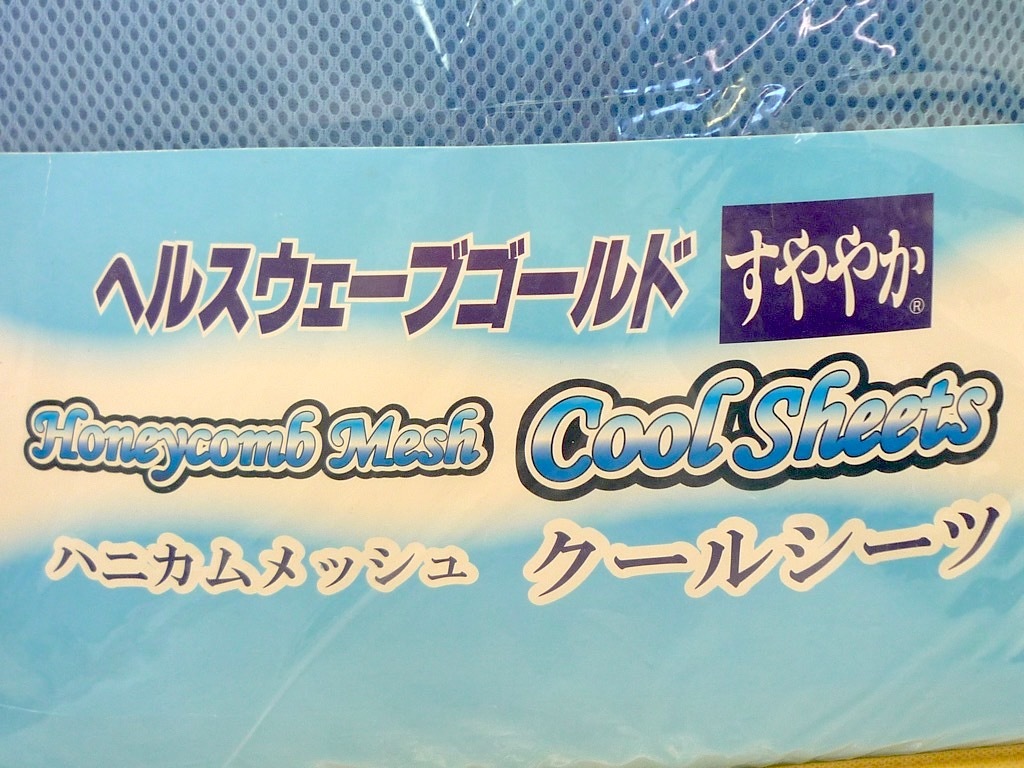 ヘルスウェーブゴールド すややか®
Honeycomb Mesh Cool Sheets
ハニカムメッシュ クールシーツ